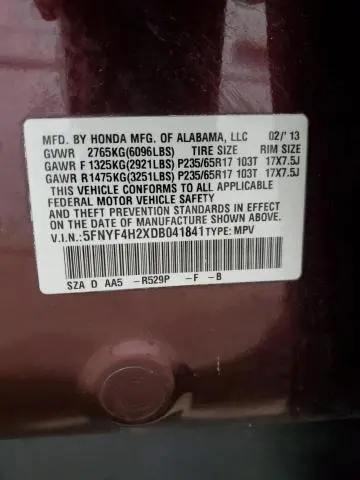 MFD. BY HONDA MFG. OF ALABAMA, LLC 02/'13
GVWR 2765KG(6096LBS) TIRE SIZE RIM SIZE
GAWR F 1325KG(2921LBS) P235/65R17 103T 17X7.5J
GAWR R1475KG(3251LBS) P235/65R17 103T 17X7.5J
THIS VEHICLE CONFORMS TO ALL APPLICABLE
FEDERAL MOTOR VEHICLE SAFETY STANDARDS IN
EFFECT ON THE DATE OF MANUFACTURE SHOWN ABOVE.
V.I.N.:5FNYF4H2XDB041841 TYPE: MPV
SZA D AA5 -R529P -F -B